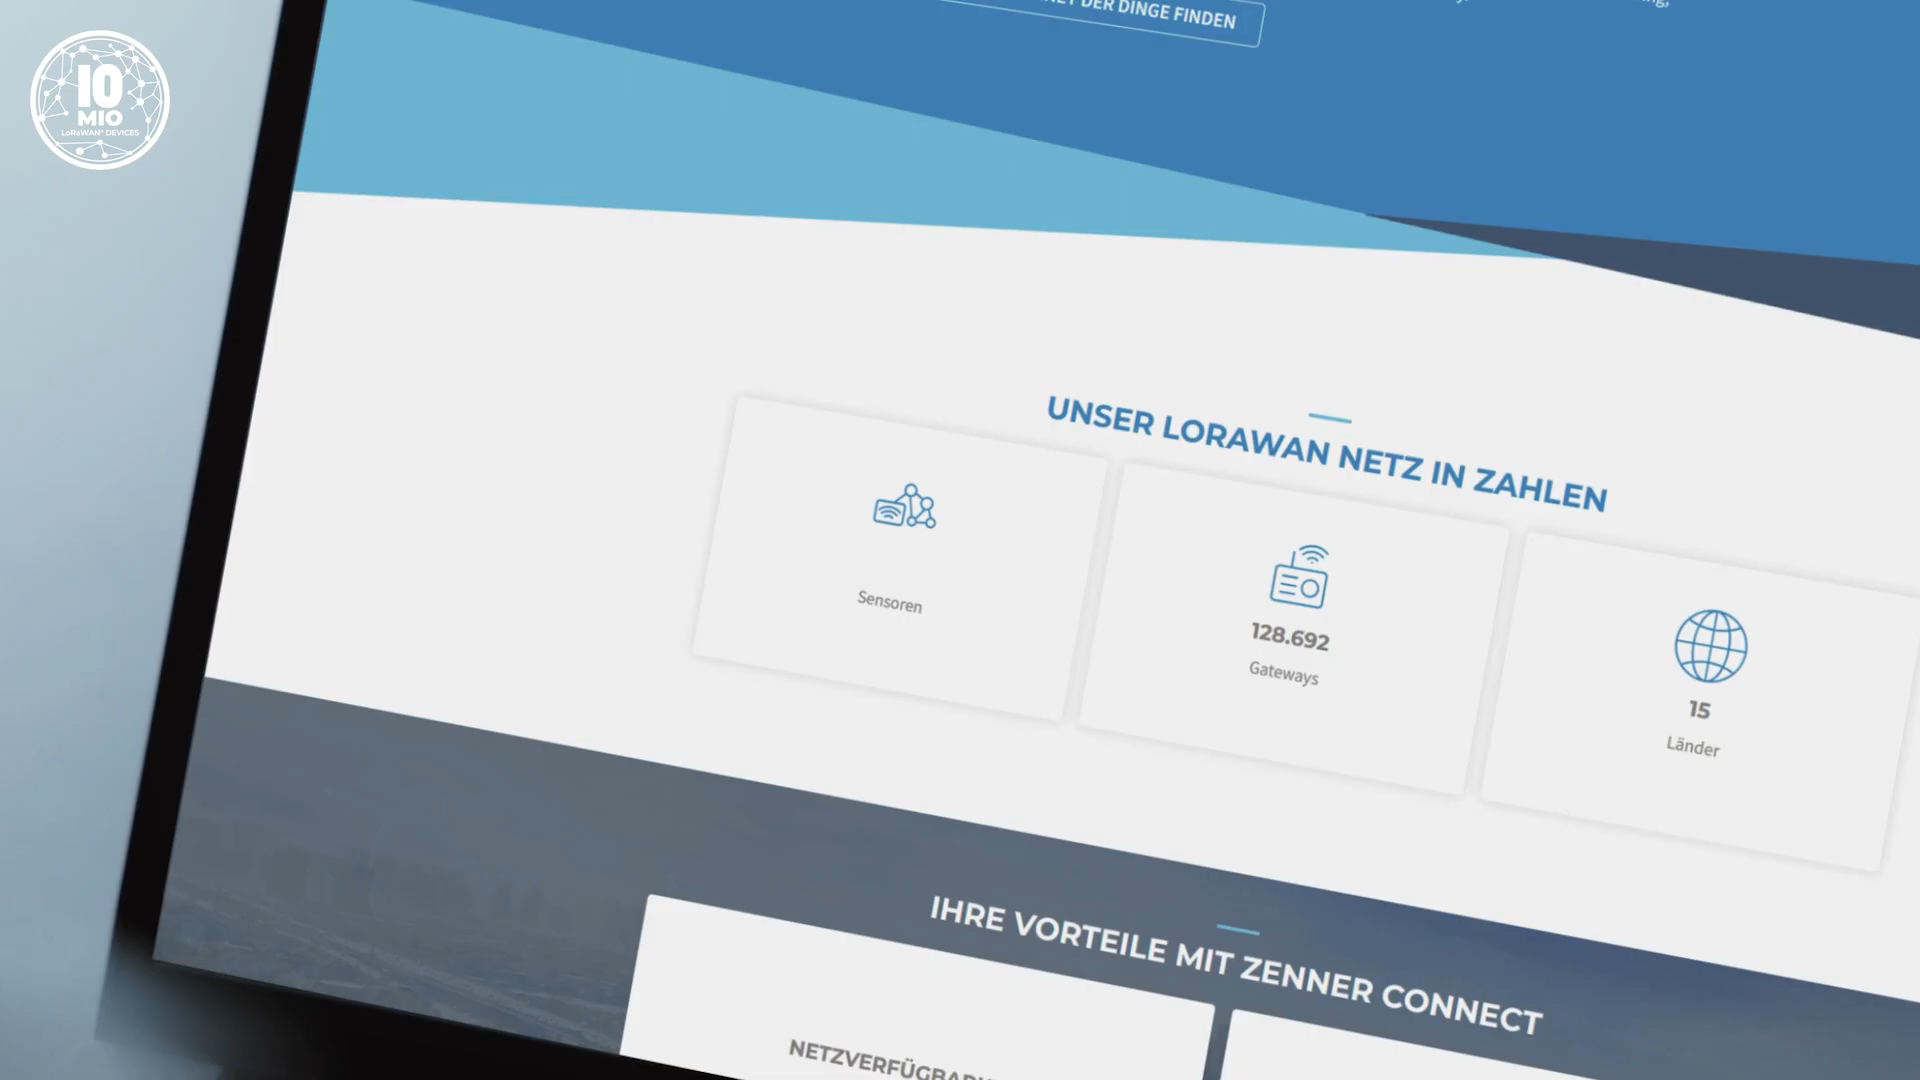 10
MIO
LoRaWAN® DEVICES
DER DINGE FINDEN
UNSER LORAWAN NETZ IN ZAHLEN
Sensoren
128.692
Gateways
15
Länder
IHRE VORTEILE MIT ZENNER CONNECT